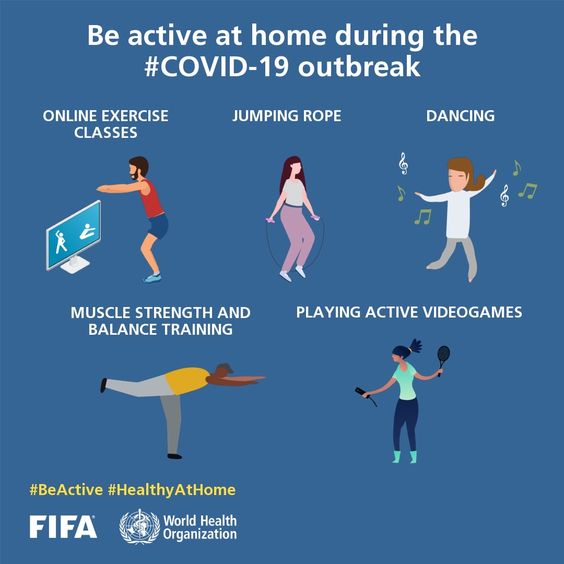 Be active at home during the
#COVID-19 outbreak
ONLINE EXERCISE
CLASSES
JUMPING ROPE
DANCING
MUSCLE STRENGTH AND
BALANCE TRAINING
PLAYING ACTIVE VIDEOGAMES
#BeActive #HealthyAtHome
FIFA®
World Health
Organization